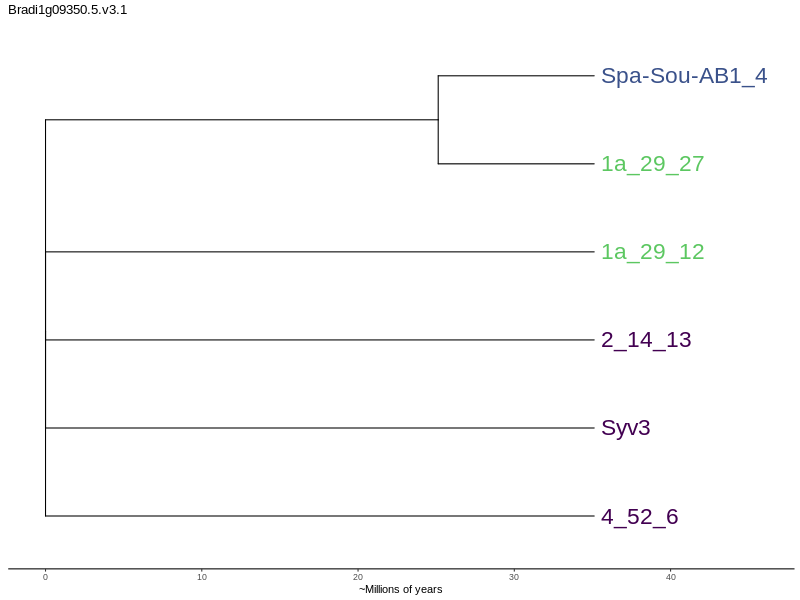 Bradi1g09350.5.v3.1
Spa-Sou-AB1_4
1a_29_27
1a_29_12
2_14_13
Syv3
4_52_6
0 10 20 30 40
~Millions of years